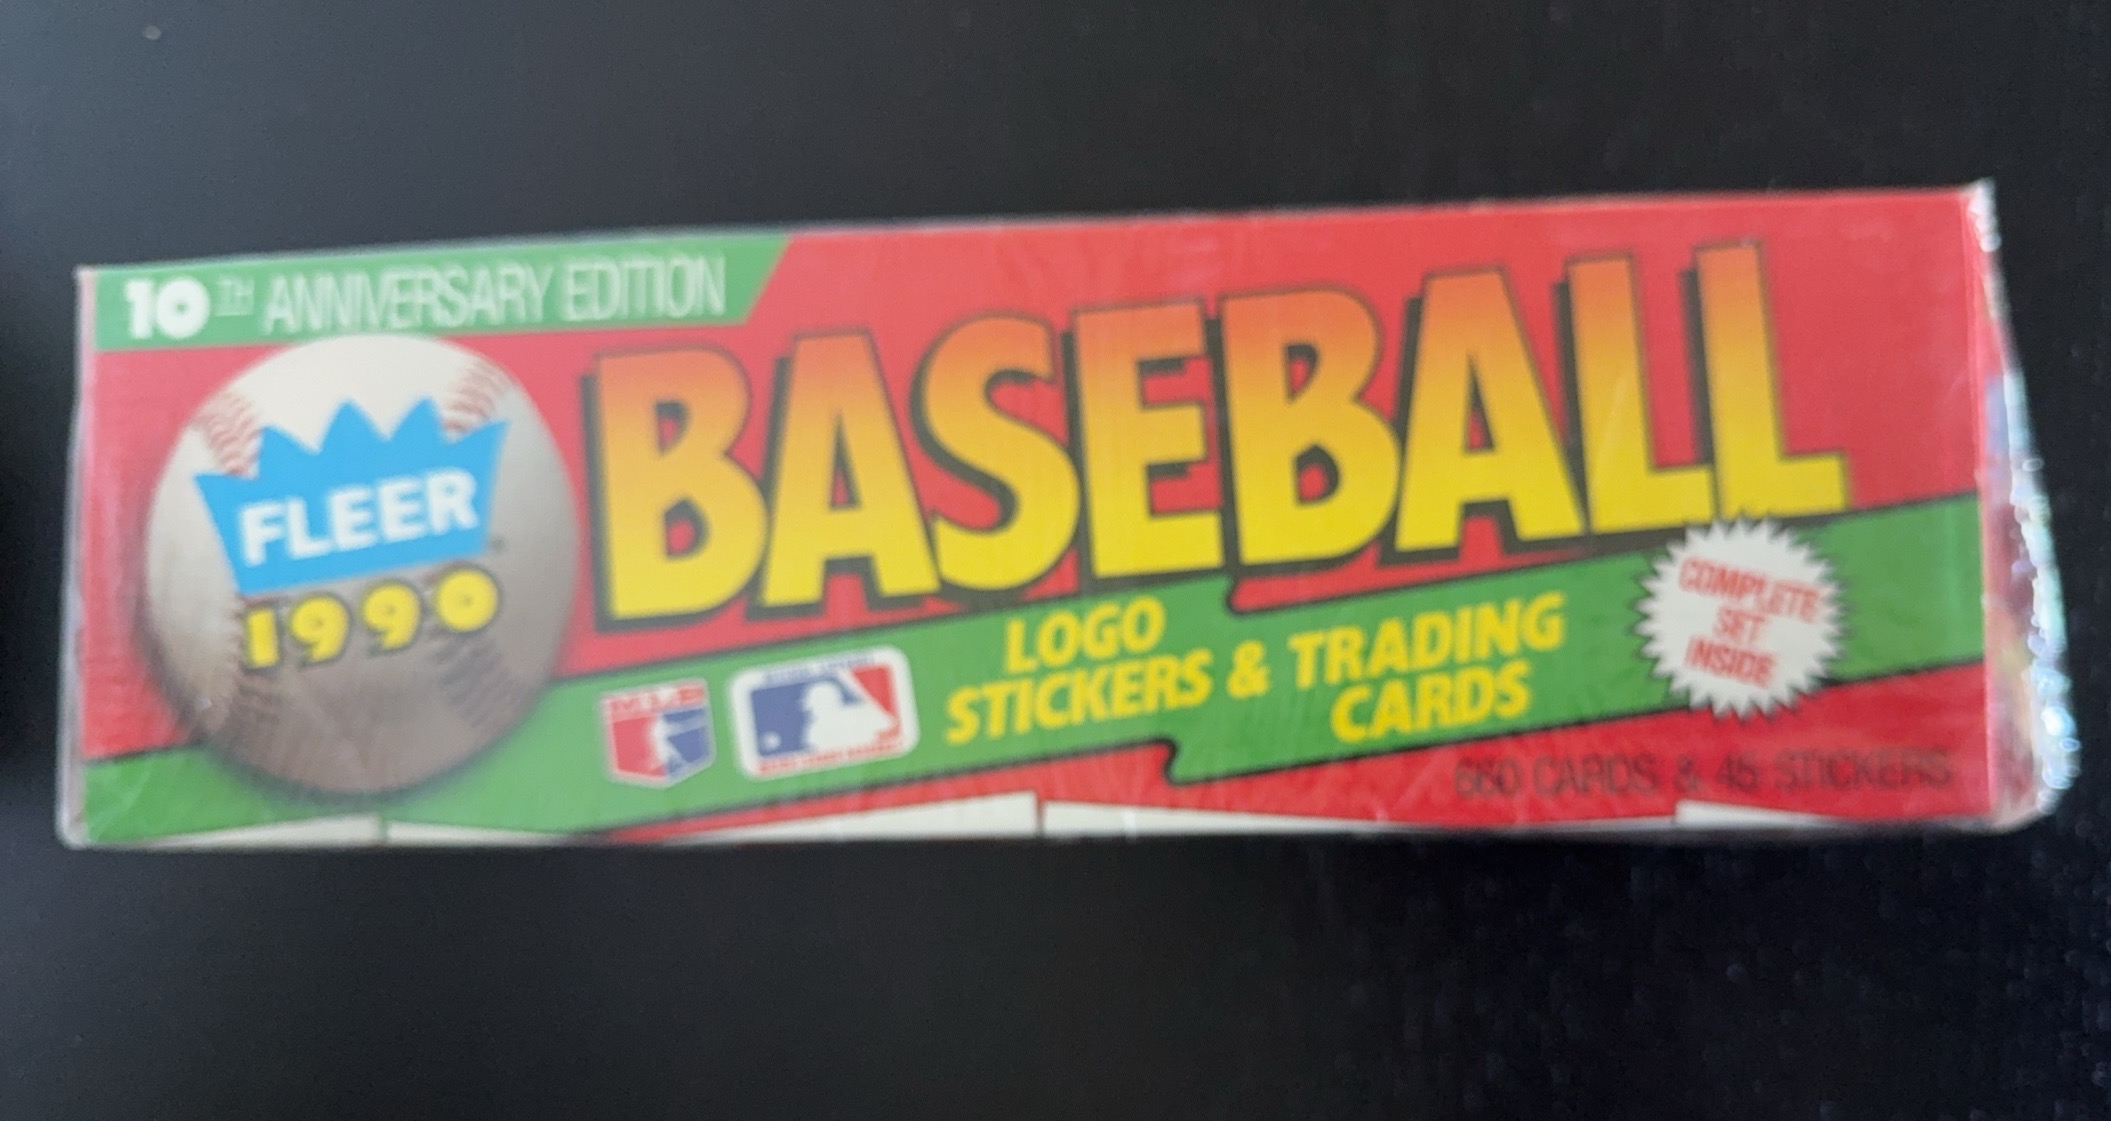 10TH ANNIVERSARY EDITION
BASEBALL
FLEER
1990
LOGO
STICKERS & TRADING
CARDS
COMPLETE
SET
INSIDE
660 CARDS & 45 STICKERS